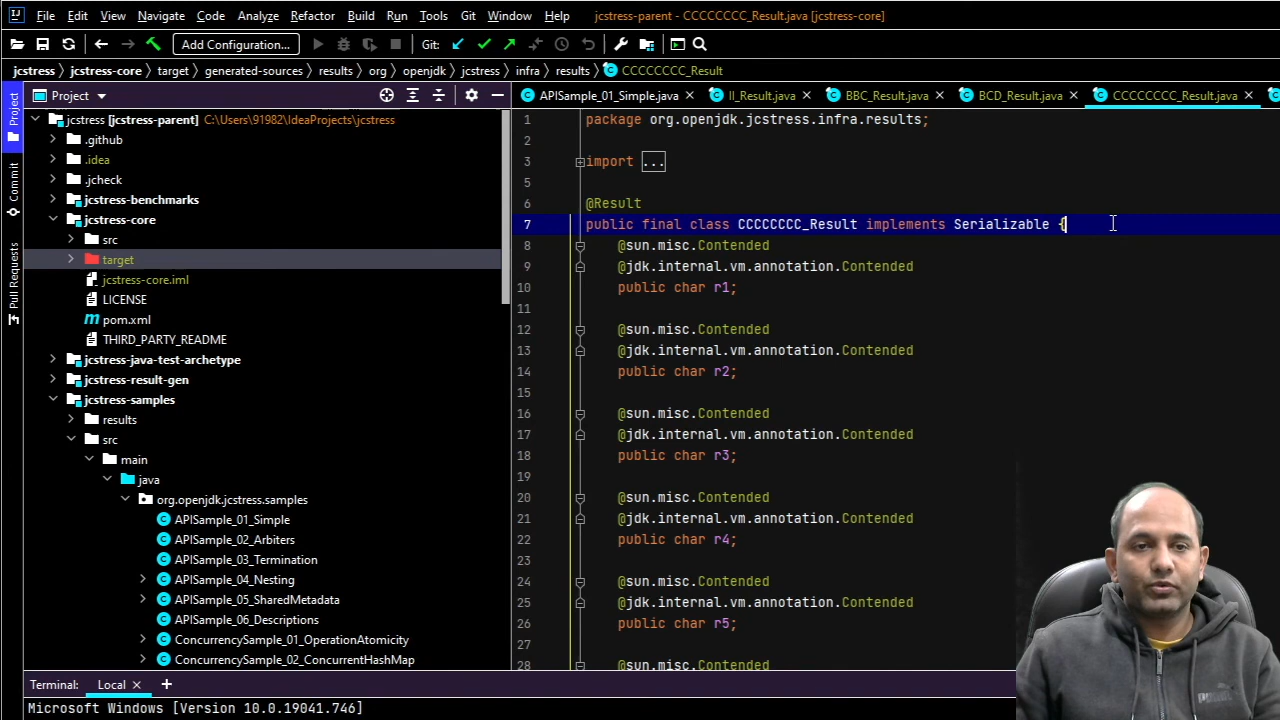 IJ File Edit View Navigate Code Analyze Refactor Build Run Tools Git Window Help jcstress-parent - CCCCCCCC_Result.java [jcstress-core]
Add Configuration... Git:
jcstress jcstress-core target generated-sources results org openjdk jcstress infra results CCCCCCCC_Result
Project
APISample_01_Simple.java II_Result.java BBC_Result.java BCD_Result.java CCCCCCCC_Result.java
Project
Commit
Pull Requests
jcstress [jcstress-parent] C:\Users\91982\IdeaProjects\jcstress
.github
.idea
.jcheck
jcstress-benchmarks
jcstress-core
src
target
jcstress-core.iml
LICENSE
pom.xml
THIRD_PARTY_README
jcstress-java-test-archetype
jcstress-result-gen
jcstress-samples
results
src
main
java
org.openjdk.jcstress.samples
APISample_01_Simple
APISample_02_Arbiters
APISample_03_Termination
APISample_04_Nesting
APISample_05_SharedMetadata
APISample_06_Descriptions
ConcurrencySample_01_OperationAtomicity
ConcurrencySample_02_ConcurrentHashMap
1 package org.openjdk.jcstress.infra.results;
2
3 import ...
5
6 @Result
7 public final class CCCCCCCC_Result implements Serializable {
8 @sun.misc.Contended
9 @jdk.internal.vm.annotation.Contended
10 public char r1;
11
12 @sun.misc.Contended
13 @jdk.internal.vm.annotation.Contended
14 public char r2;
15
16 @sun.misc.Contended
17 @jdk.internal.vm.annotation.Contended
18 public char r3;
19
20 @sun.misc.Contended
21 @jdk.internal.vm.annotation.Contended
22 public char r4;
23
24 @sun.misc.Contended
25 @jdk.internal.vm.annotation.Contended
26 public char r5;
27
28 @sun.misc.Contended
Terminal: Local
Microsoft Windows [Version 10.0.19041.746]